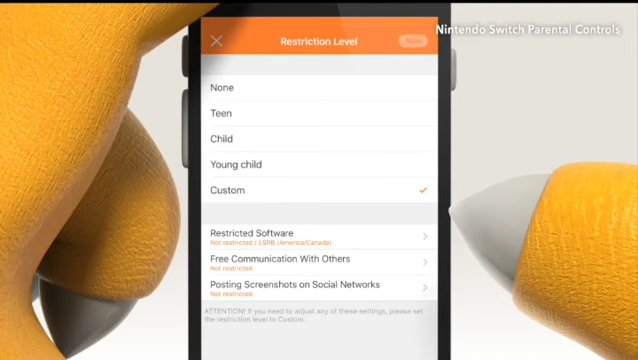 Nintendo Switch Parental Controls
Restriction Level
None
Teen
Child
Young child
Custom
Restricted Software
Not restricted / ESRB (America/Canada)
Free Communication With Others
Not restricted
Posting Screenshots on Social Networks
Not restricted
ATTENTION! If you need to adjust any of these settings, please set
the restriction level to Custom.